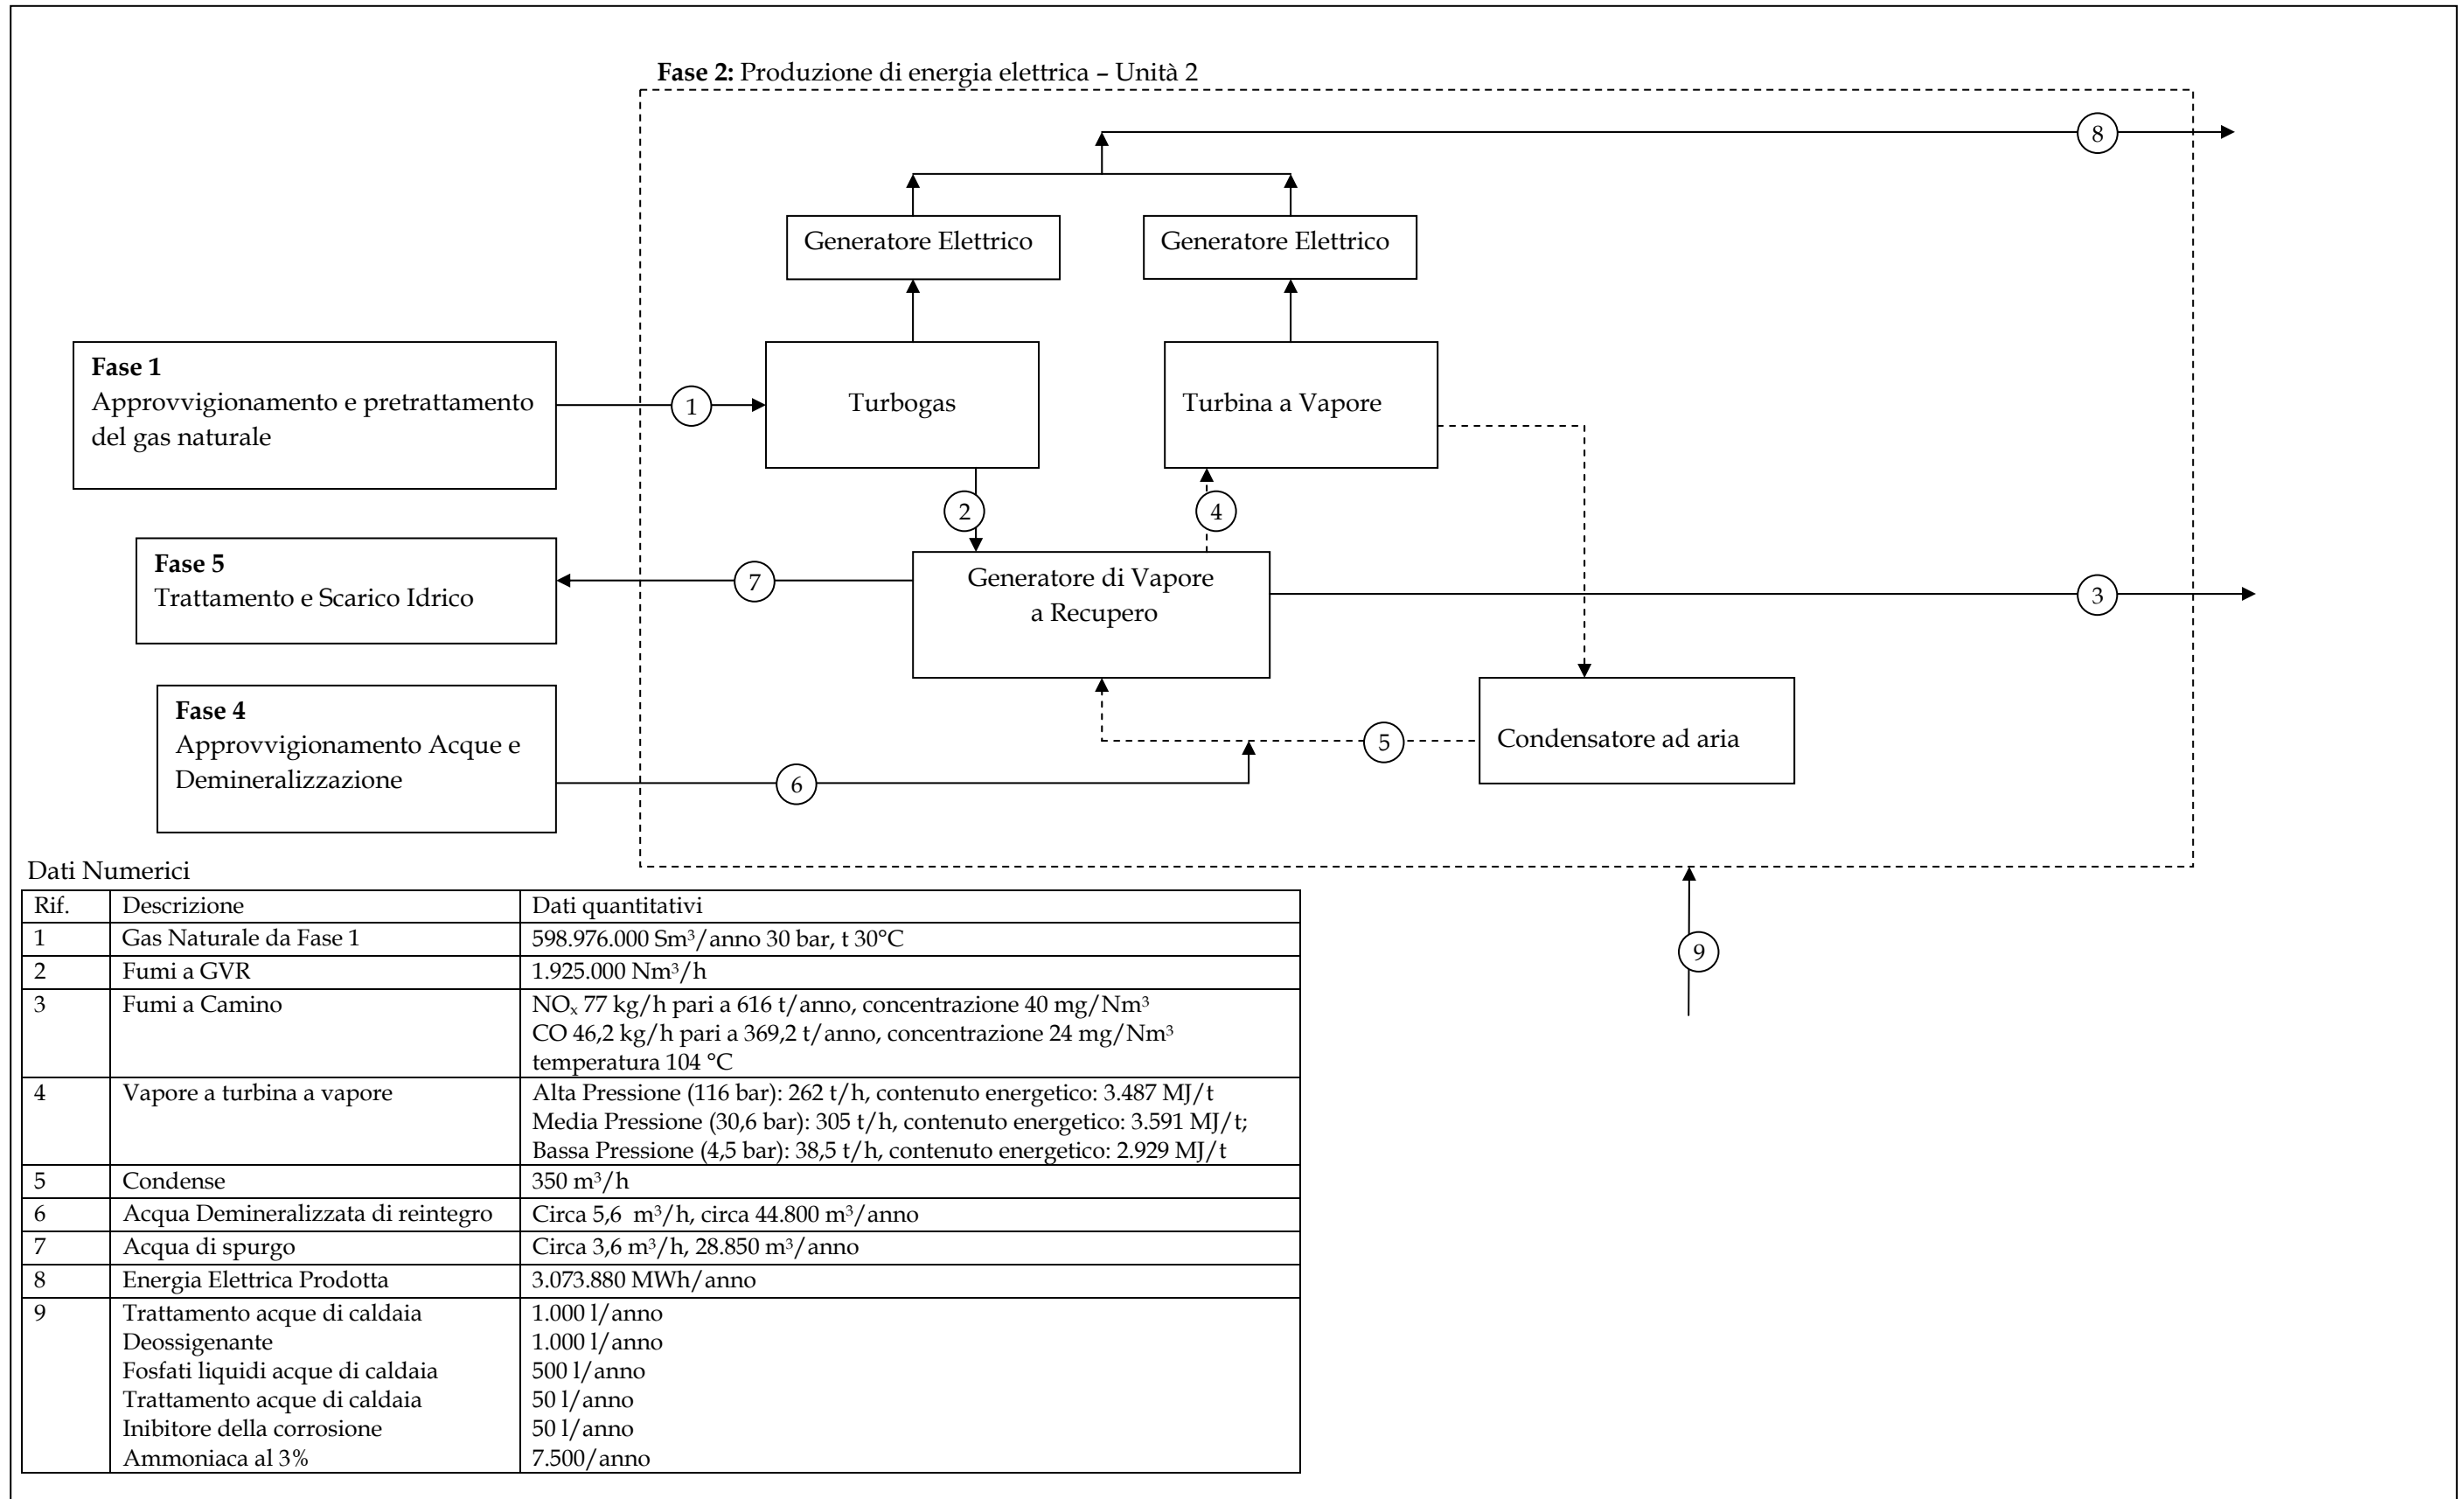 Fase 2: Produzione di energia elettrica – Unità 2
8
Generatore Elettrico
Generatore Elettrico
Fase 1
Approvvigionamento e pretrattamento
del gas naturale
1
Turbogas
Turbina a Vapore
2
4
Fase 5
Trattamento e Scarico Idrico
7
Generatore di Vapore
a Recupero
3
Fase 4
Approvvigionamento Acque e
Demineralizzazione
6
5
Condensatore ad aria
9
Dati Numerici
Rif. Descrizione Dati quantitativi
1 Gas Naturale da Fase 1 598.976.000 Sm³/anno 30 bar, t 30°C
2 Fumi a GVR 1.925.000 Nm³/h
3 Fumi a Camino NOₓ 77 kg/h pari a 616 t/anno, concentrazione 40 mg/Nm³
CO 46,2 kg/h pari a 369,2 t/anno, concentrazione 24 mg/Nm³
temperatura 104 °C
4 Vapore a turbina a vapore Alta Pressione (116 bar): 262 t/h, contenuto energetico: 3.487 MJ/t
Media Pressione (30,6 bar): 305 t/h, contenuto energetico: 3.591 MJ/t;
Bassa Pressione (4,5 bar): 38,5 t/h, contenuto energetico: 2.929 MJ/t
5 Condense 350 m³/h
6 Acqua Demineralizzata di reintegro Circa 5,6 m³/h, circa 44.800 m³/anno
7 Acqua di spurgo Circa 3,6 m³/h, 28.850 m³/anno
8 Energia Elettrica Prodotta 3.073.880 MWh/anno
9 Trattamento acque di caldaia 1.000 l/anno
Deossigenante 1.000 l/anno
Fosfati liquidi acque di caldaia 500 l/anno
Trattamento acque di caldaia 50 l/anno
Inibitore della corrosione 50 l/anno
Ammoniaca al 3% 7.500/anno